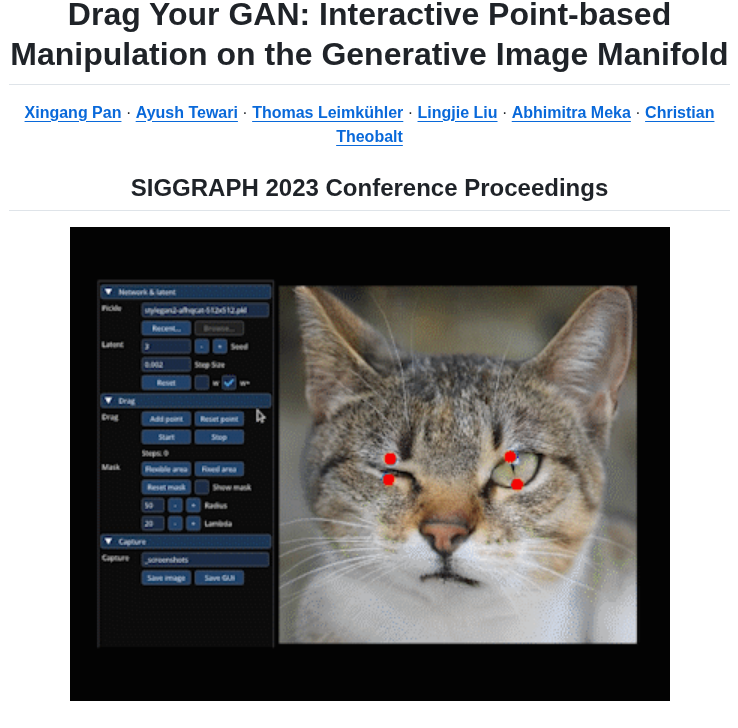 Drag Your GAN: Interactive Point-based
Manipulation on the Generative Image Manifold
Xingang Pan · Ayush Tewari · Thomas Leimkühler · Lingjie Liu · Abhimitra Meka · Christian
Theobalt
SIGGRAPH 2023 Conference Proceedings
Network & latent
Pickle stylegan2-afhqcat-512x512.pkl
Recent... Browse...
Latent 3 - + Seed
0.002 Step Size
Reset w w+
Drag
Drag Add point Reset point
Start Stop
Steps: 0
Mask Flexible area Fixed area
Reset mask Show mask
50 - + Radius
20 - + Lambda
Capture
Capture _screenshots
Save image Save GUI